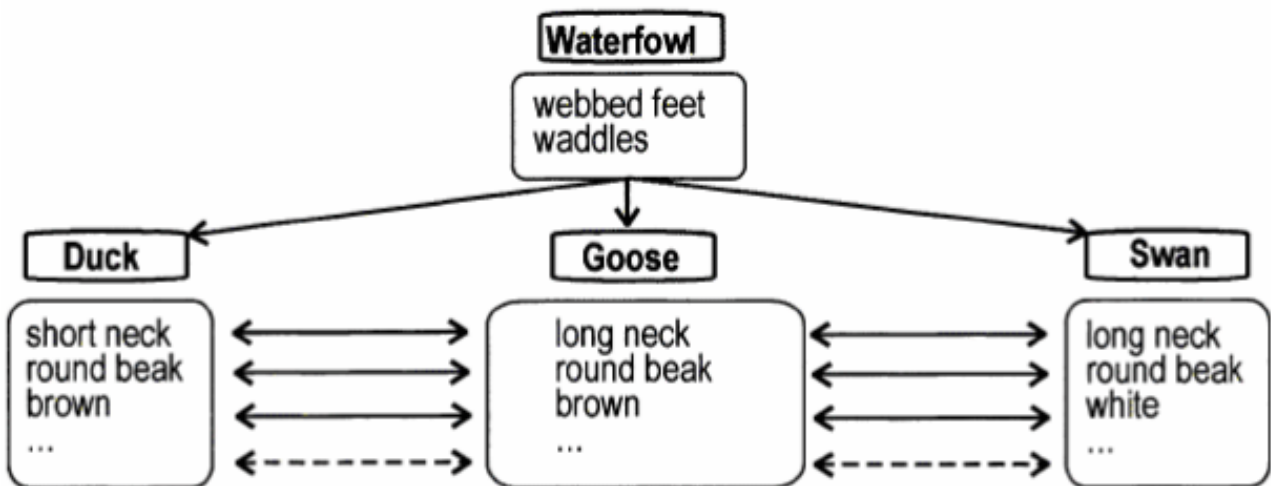 Waterfowl
webbed feet
waddles
Duck
Goose
Swan
short neck
round beak
brown
...
long neck
round beak
brown
...
long neck
round beak
white
...